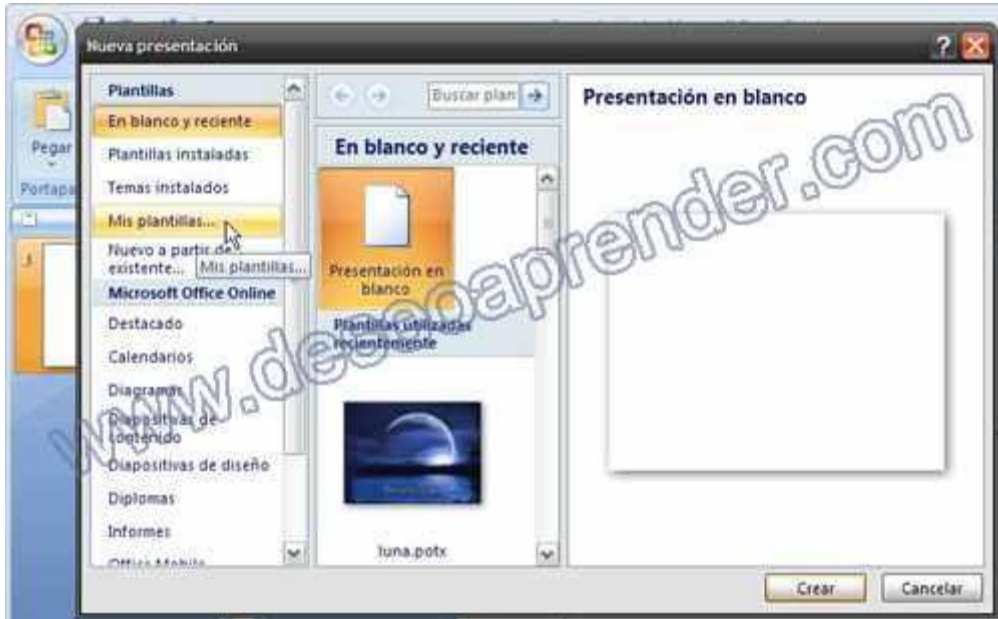 Nueva presentación
?
Pegar
Plantillas
En blanco y reciente
Plantillas instaladas
Temas instalados
Mis plantillas...
Nuevo a partir de
existente...
Mis plantillas...
Microsoft Office Online
Destacado
Calendarios
Diagramas
Diapositivas de
contenido
Diapositivas de diseño
Diplomas
Informes
Office Mobile
Buscar plan
En blanco y reciente
Presentación en
blanco
Plantillas utilizadas
recientemente
luna.potx
Presentación en blanco
www.deseoaprender.com
Crear
Cancelar